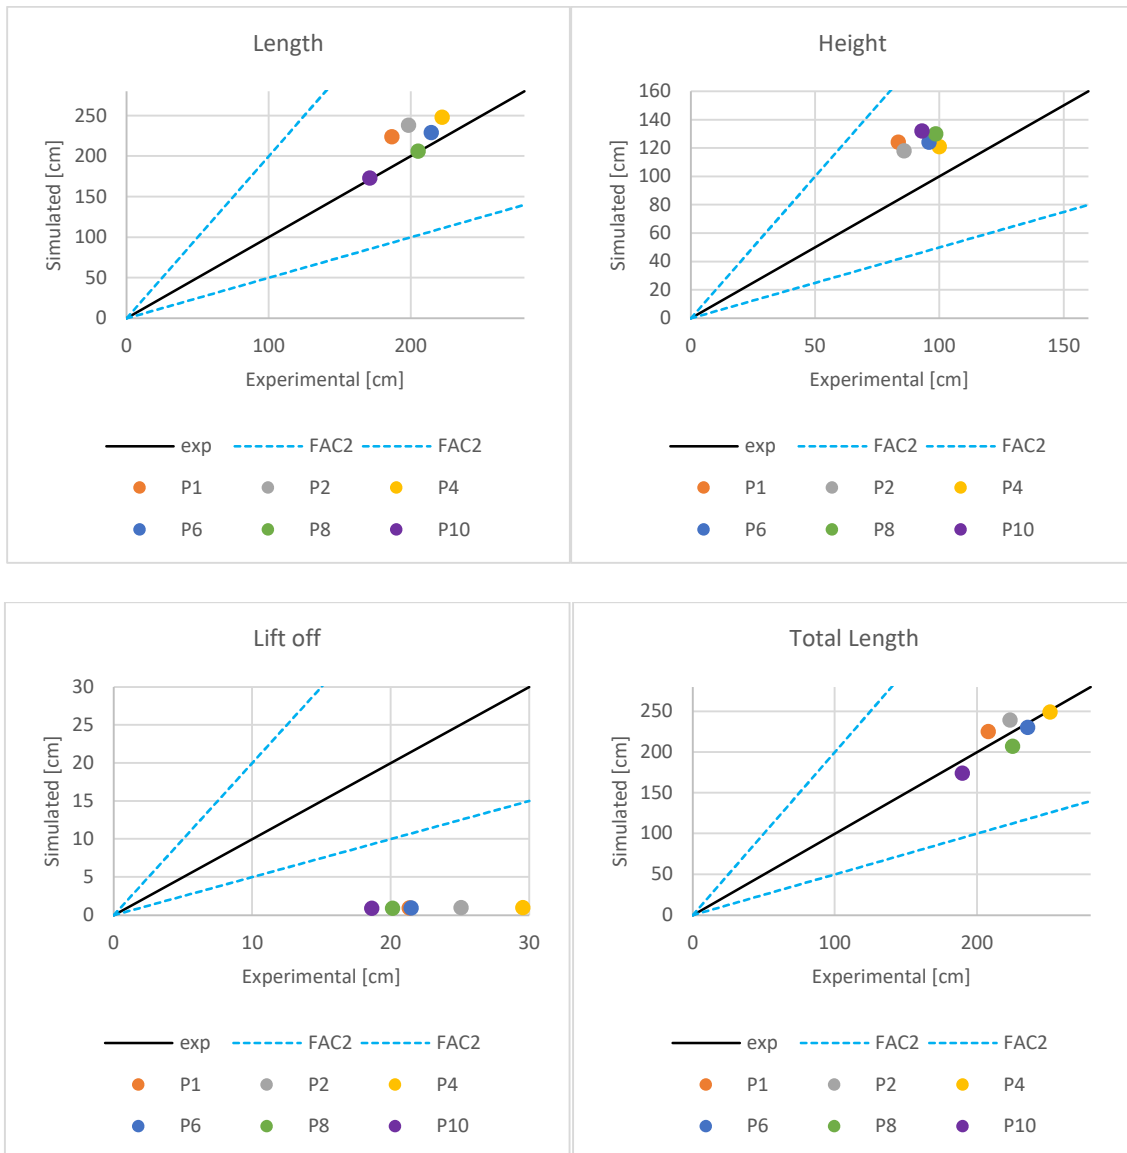 Length
Simulated [cm]
250
200
150
100
50
0
0 100 200
Experimental [cm]
exp FAC2 FAC2
P1 P2 P4
P6 P8 P10
Height
Simulated [cm]
160
140
120
100
80
60
40
20
0
0 50 100 150
Experimental [cm]
exp FAC2 FAC2
P1 P2 P4
P6 P8 P10
Lift off
Simulated [cm]
30
25
20
15
10
5
0
0 10 20 30
Experimental [cm]
exp FAC2 FAC2
P1 P2 P4
P6 P8 P10
Total Length
Simulated [cm]
250
200
150
100
50
0
0 100 200
Experimental [cm]
exp FAC2 FAC2
P1 P2 P4
P6 P8 P10